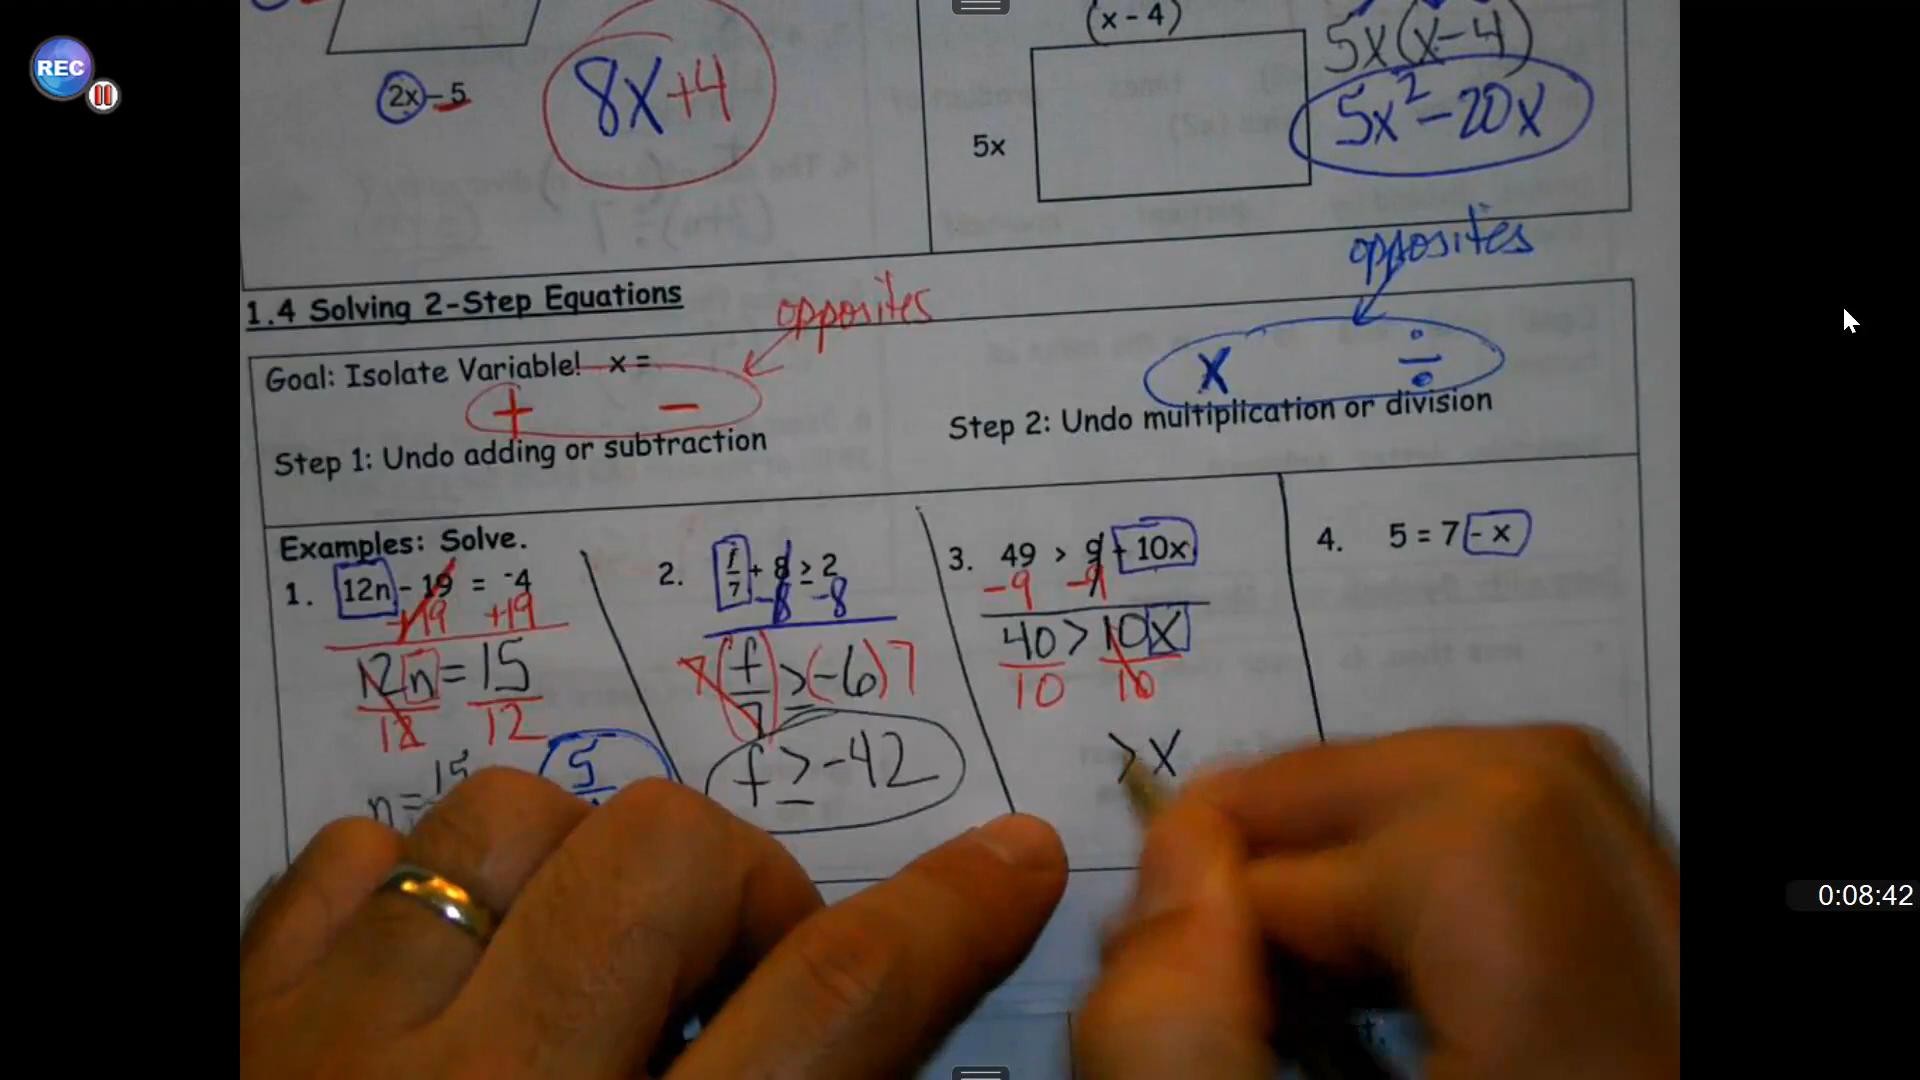 REC
(x - 4)
5x(x-4)
2x - 5
8x+4
5x
5x² - 20x
opposites
1.4 Solving 2-Step Equations
opposites
Goal: Isolate Variable! x =
+ -
x ÷
Step 1: Undo adding or subtraction
Step 2: Undo multiplication or division
Examples: Solve.
1. 12n - 19 = -4
+19 +19
12n = 15
12 12
n = 15
5
2. f/7 + 8 ≥ 2
-8 -8
7(f/7) ≥ (-6)7
f ≥ -42
3. 49 > 9 + 10x
-9 -9
40 > 10x
10 10
> x
4. 5 = 7 - x
0:08:42